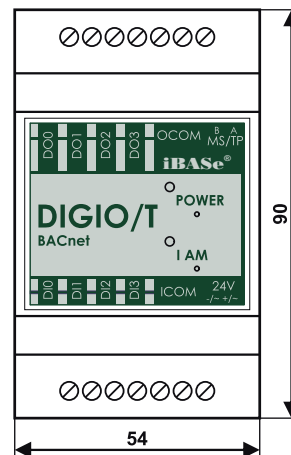 DO0 DO1 DO2 DO3 OCOM B A
MS/TP
iBASe®
POWER
DIGIO/T
BACnet
I AM
DI0 DI1 DI2 DI3 ICOM 24V
-/~ +/~
90
54